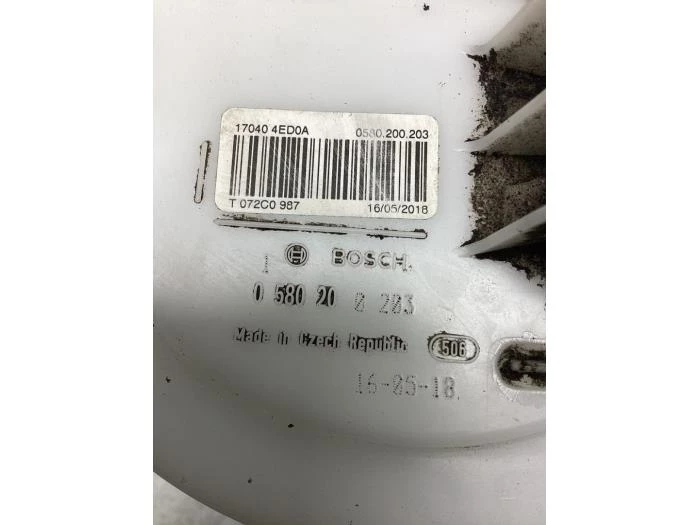 17040 4ED0A 0580.200.203
T 072C0 987 16/05/2018
BOSCH
0 580 20 0 203
Made in Czech Republic 506
16-05-18